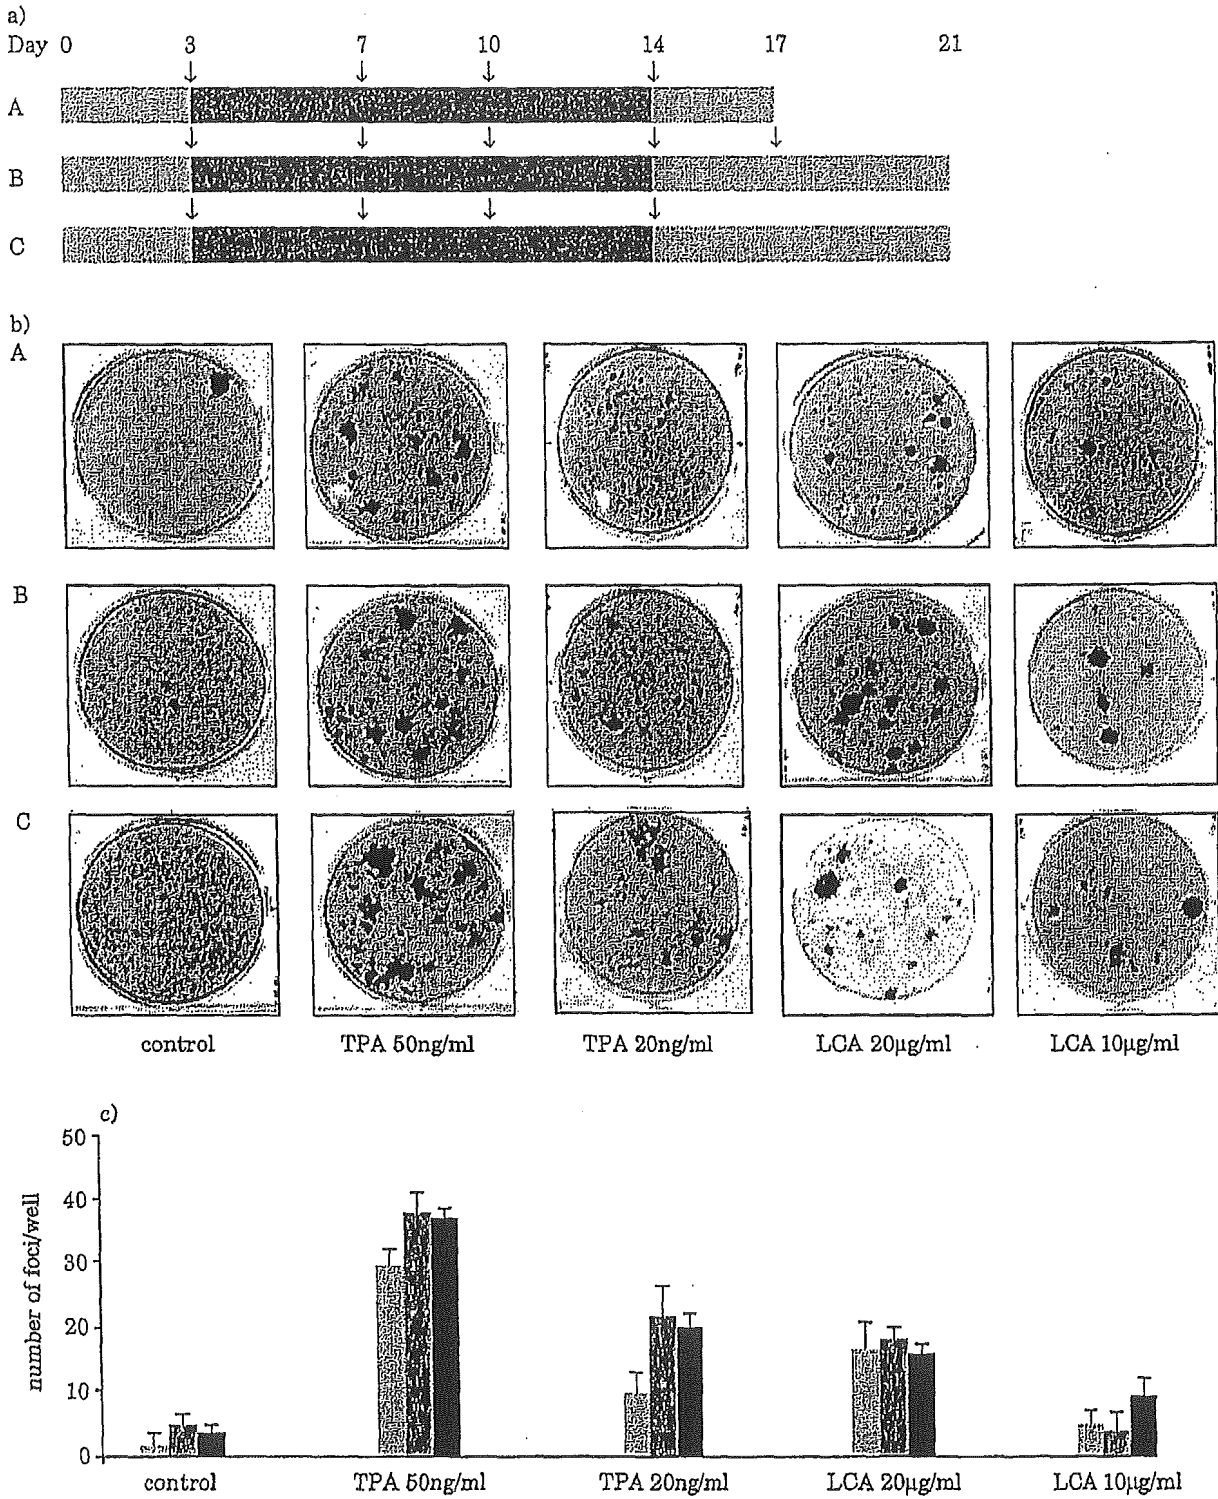 a)
Day 0 3 7 10 14 17 21
A
B
C
b)
A
B
C
control TPA 50ng/ml TPA 20ng/ml LCA 20µg/ml LCA 10µg/ml
c)
50
40
30
20
10
0
number of foci/well
control TPA 50ng/ml TPA 20ng/ml LCA 20µg/ml LCA 10µg/ml